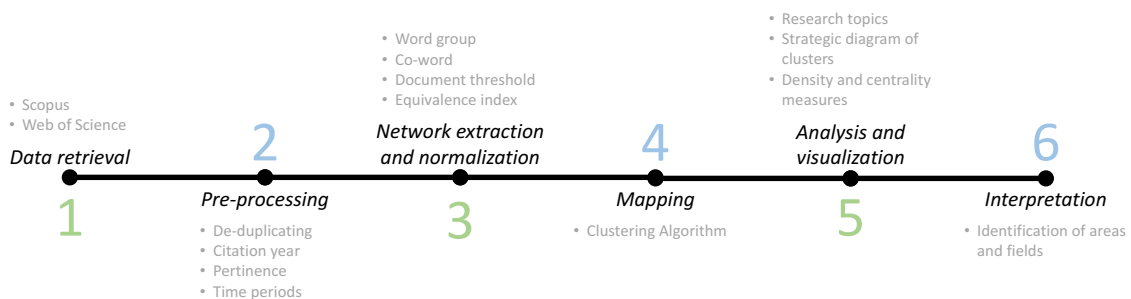 • Scopus
• Web of Science
Data retrieval
1
2
Pre-processing
• De-duplicating
• Citation year
• Pertinence
• Time periods
• Word group
• Co-word
• Document threshold
• Equivalence index
Network extraction
and normalization
3
4
Mapping
• Clustering Algorithm
• Research topics
• Strategic diagram of
clusters
• Density and centrality
measures
Analysis and
visualization
5
6
Interpretation
• Identification of areas
and fields